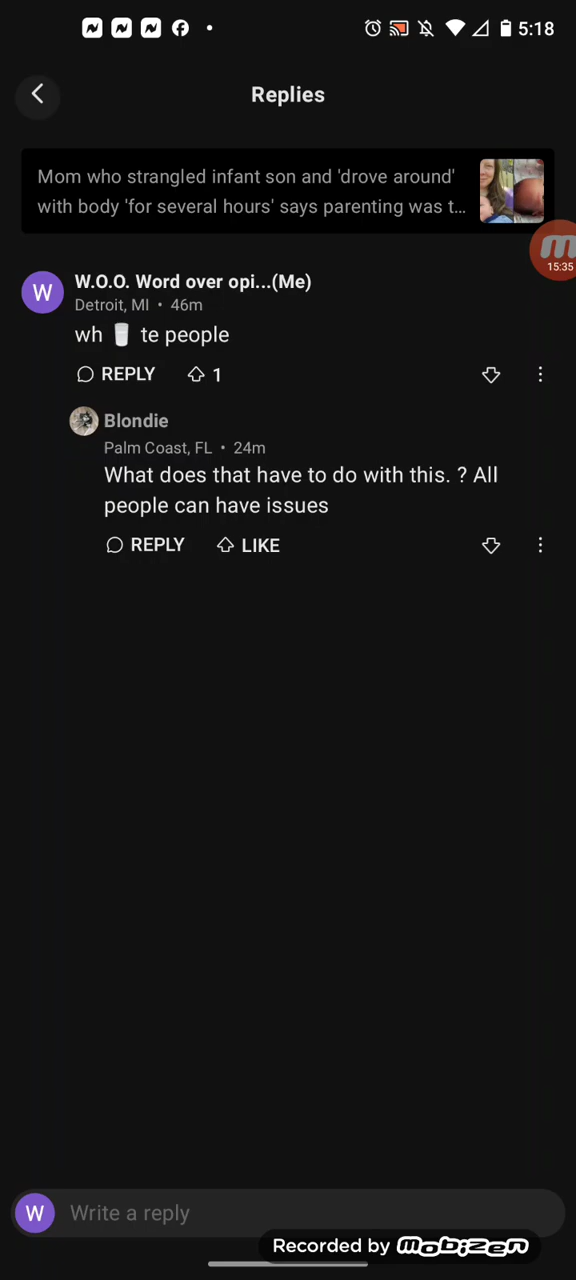 5:18
Replies
Mom who strangled infant son and 'drove around'
with body 'for several hours' says parenting was t...
15:35
W
W.O.O. Word over opi...(Me)
Detroit, MI • 46m
wh 🥛 te people
REPLY 1
Blondie
Palm Coast, FL • 24m
What does that have to do with this. ? All
people can have issues
REPLY LIKE
W Write a reply
Recorded by mobizen